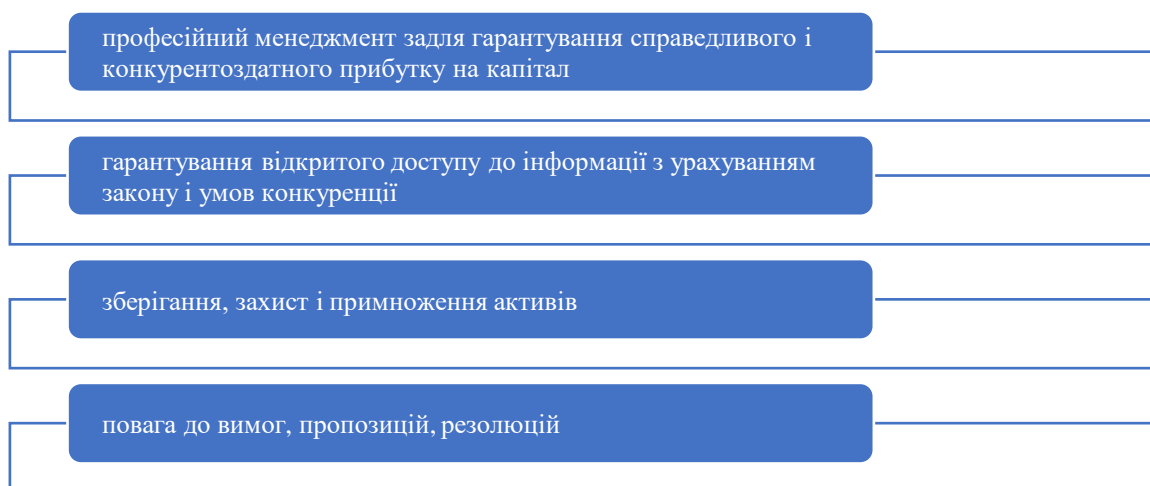 професійний менеджмент задля гарантування справедливого і
конкурентоздатного прибутку на капітал
гарантування відкритого доступу до інформації з урахуванням
закону і умов конкуренції
зберігання, захист і примноження активів
повага до вимог, пропозицій, резолюцій